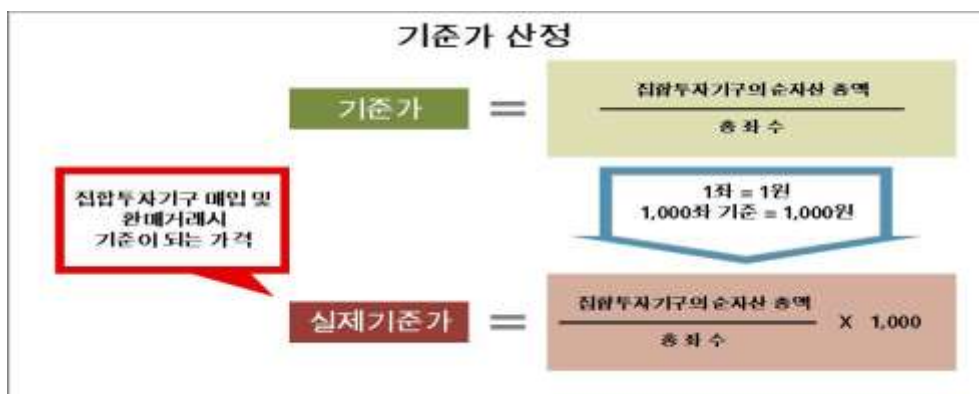 기준가 산정
기준가
=
집합투자기구의 순자산 총액
총 좌 수
집합투자기구 매입 및
환매거래시
기준이 되는 가격
1좌 = 1원
1,000좌 기준 = 1,000원
실제기준가
=
집합투자기구의 순자산 총액
총 좌 수
X 1,000